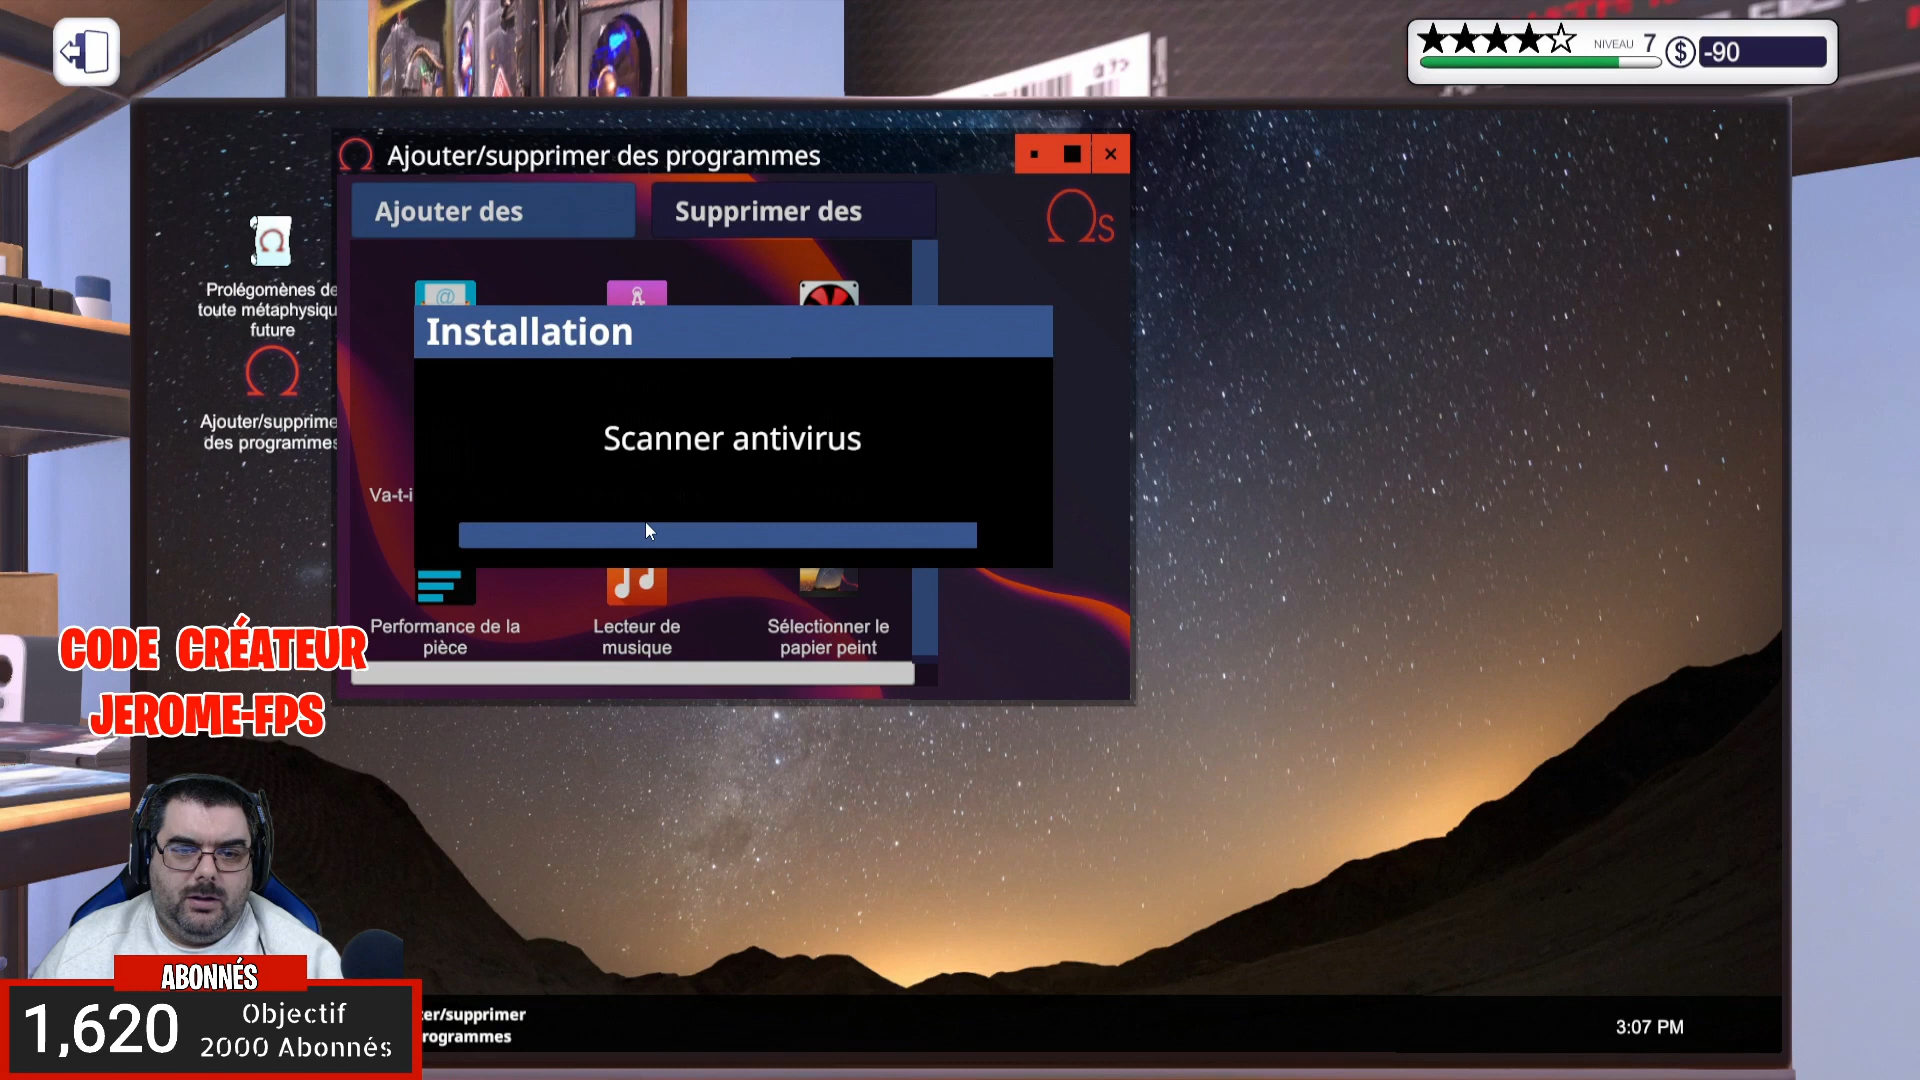 NIVEAU 7
$ -90
Ω Ajouter/supprimer des programmes
Ajouter des
Supprimer des
Ωs
Prolégomènes de
toute métaphysiqu
future
Installation
Scanner antivirus
Ajouter/supprime
des programmes
Va-t-i
Performance de la
pièce
Lecteur de
musique
Sélectionner le
papier peint
CODE CRÉATEUR
JEROME-FPS
ABONNÉS
1,620
Objectif
2000 Abonnés
ter/supprimer
rogrammes
3:07 PM